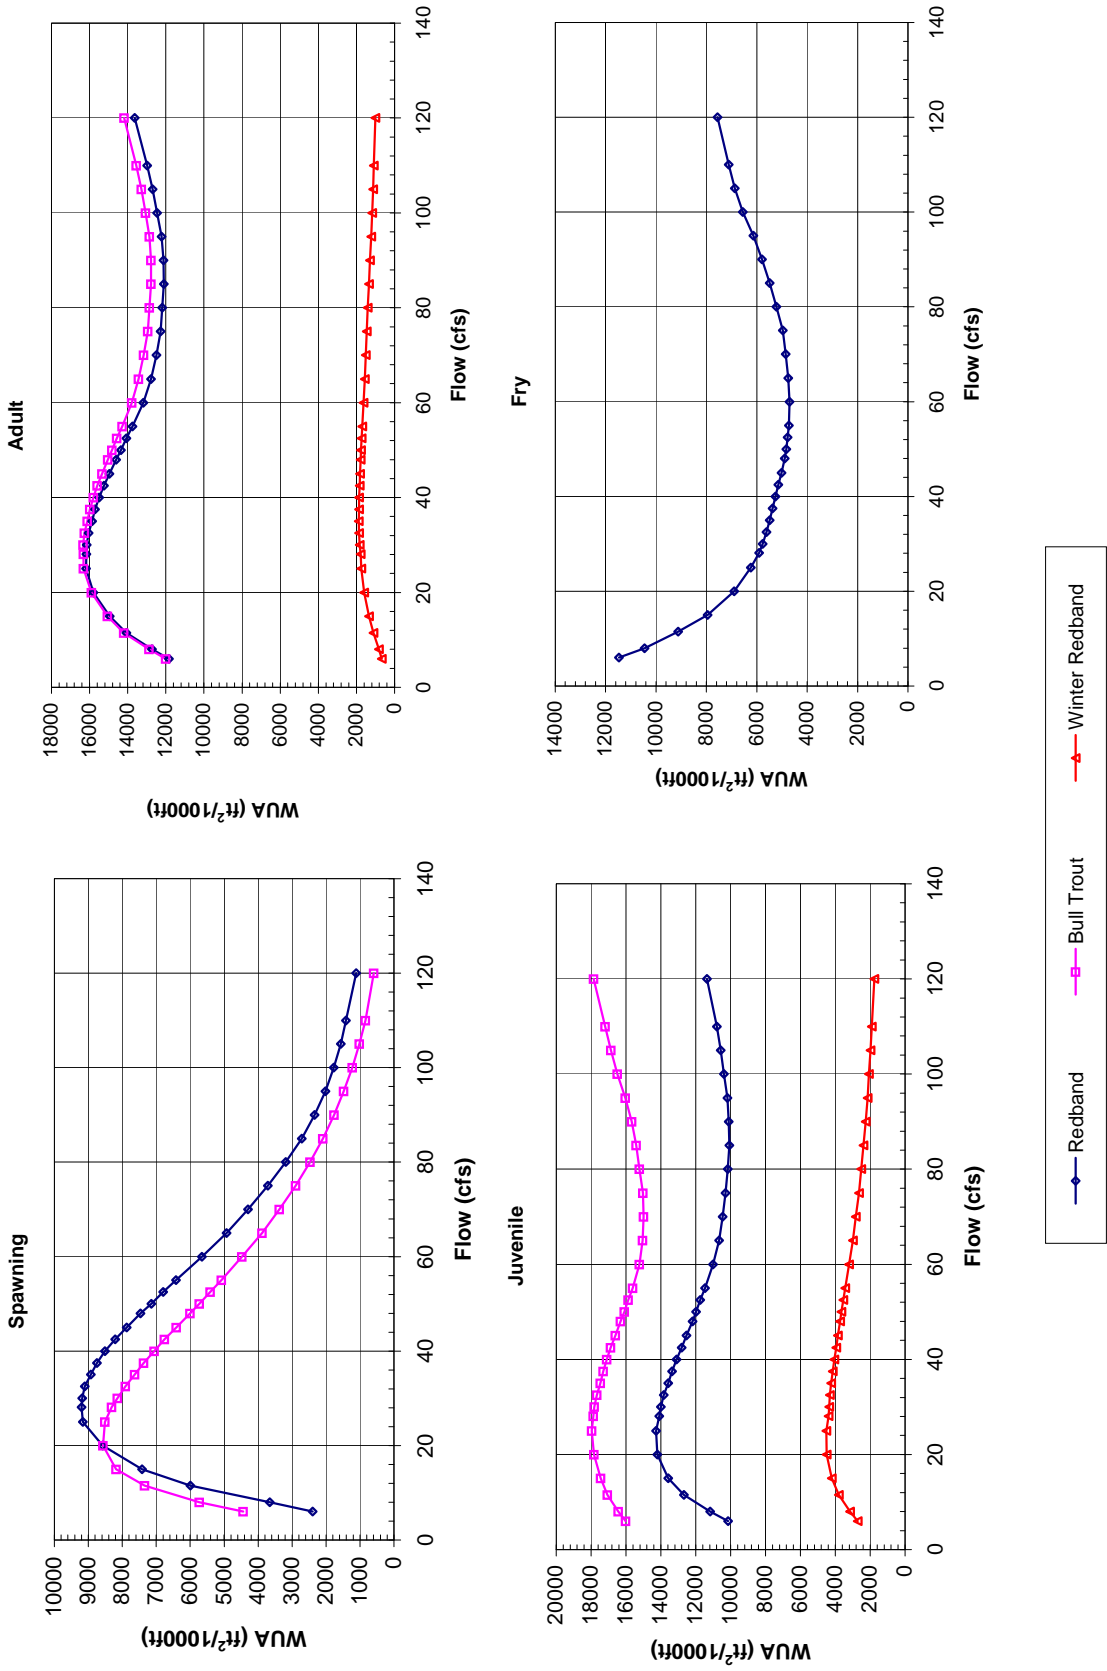 Spawning
10000
9000
8000
7000
6000
5000
4000
3000
2000
1000
0
0 20 40 60 80 100 120 140
WUA (ft²/1000ft)
Flow (cfs)
Adult
18000
16000
14000
12000
10000
8000
6000
4000
2000
0
0 20 40 60 80 100 120 140
WUA (ft²/1000ft)
Flow (cfs)
Juvenile
20000
18000
16000
14000
12000
10000
8000
6000
4000
2000
0
0 20 40 60 80 100 120 140
WUA (ft²/1000ft)
Flow (cfs)
Fry
14000
12000
10000
8000
6000
4000
2000
0
0 20 40 60 80 100 120 140
WUA (ft²/1000ft)
Flow (cfs)
Redband Bull Trout Winter Redband